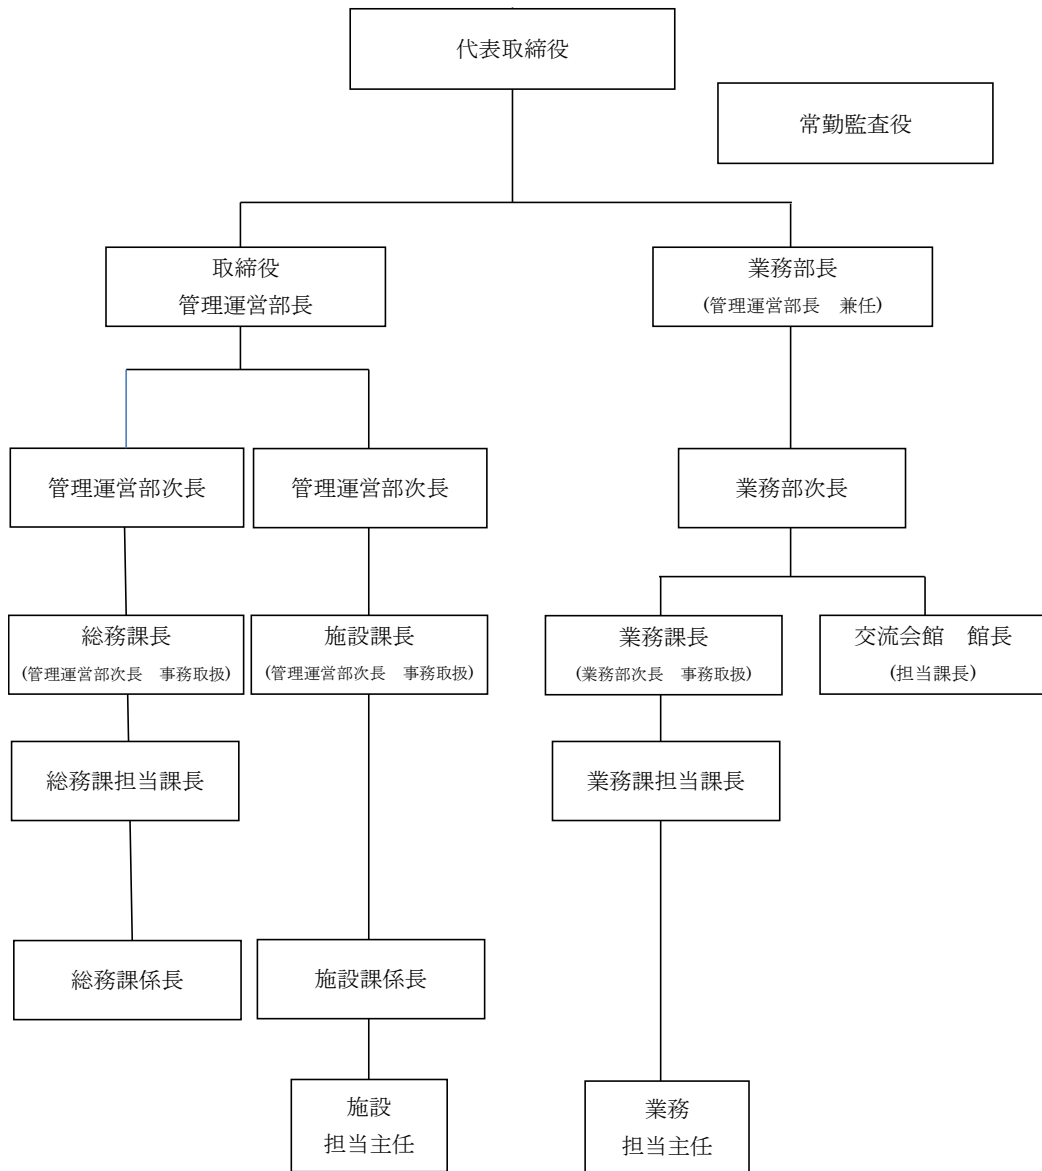 代表取締役
常勤監査役
取締役
管理運営部長
業務部長
(管理運営部長　兼任)
管理運営部次長
管理運営部次長
業務部次長
総務課長
(管理運営部次長　事務取扱)
施設課長
(管理運営部次長　事務取扱)
業務課長
(業務部次長　事務取扱)
交流会館　館長
(担当課長)
総務課担当課長
業務課担当課長
総務課係長
施設課係長
施設
担当主任
業務
担当主任